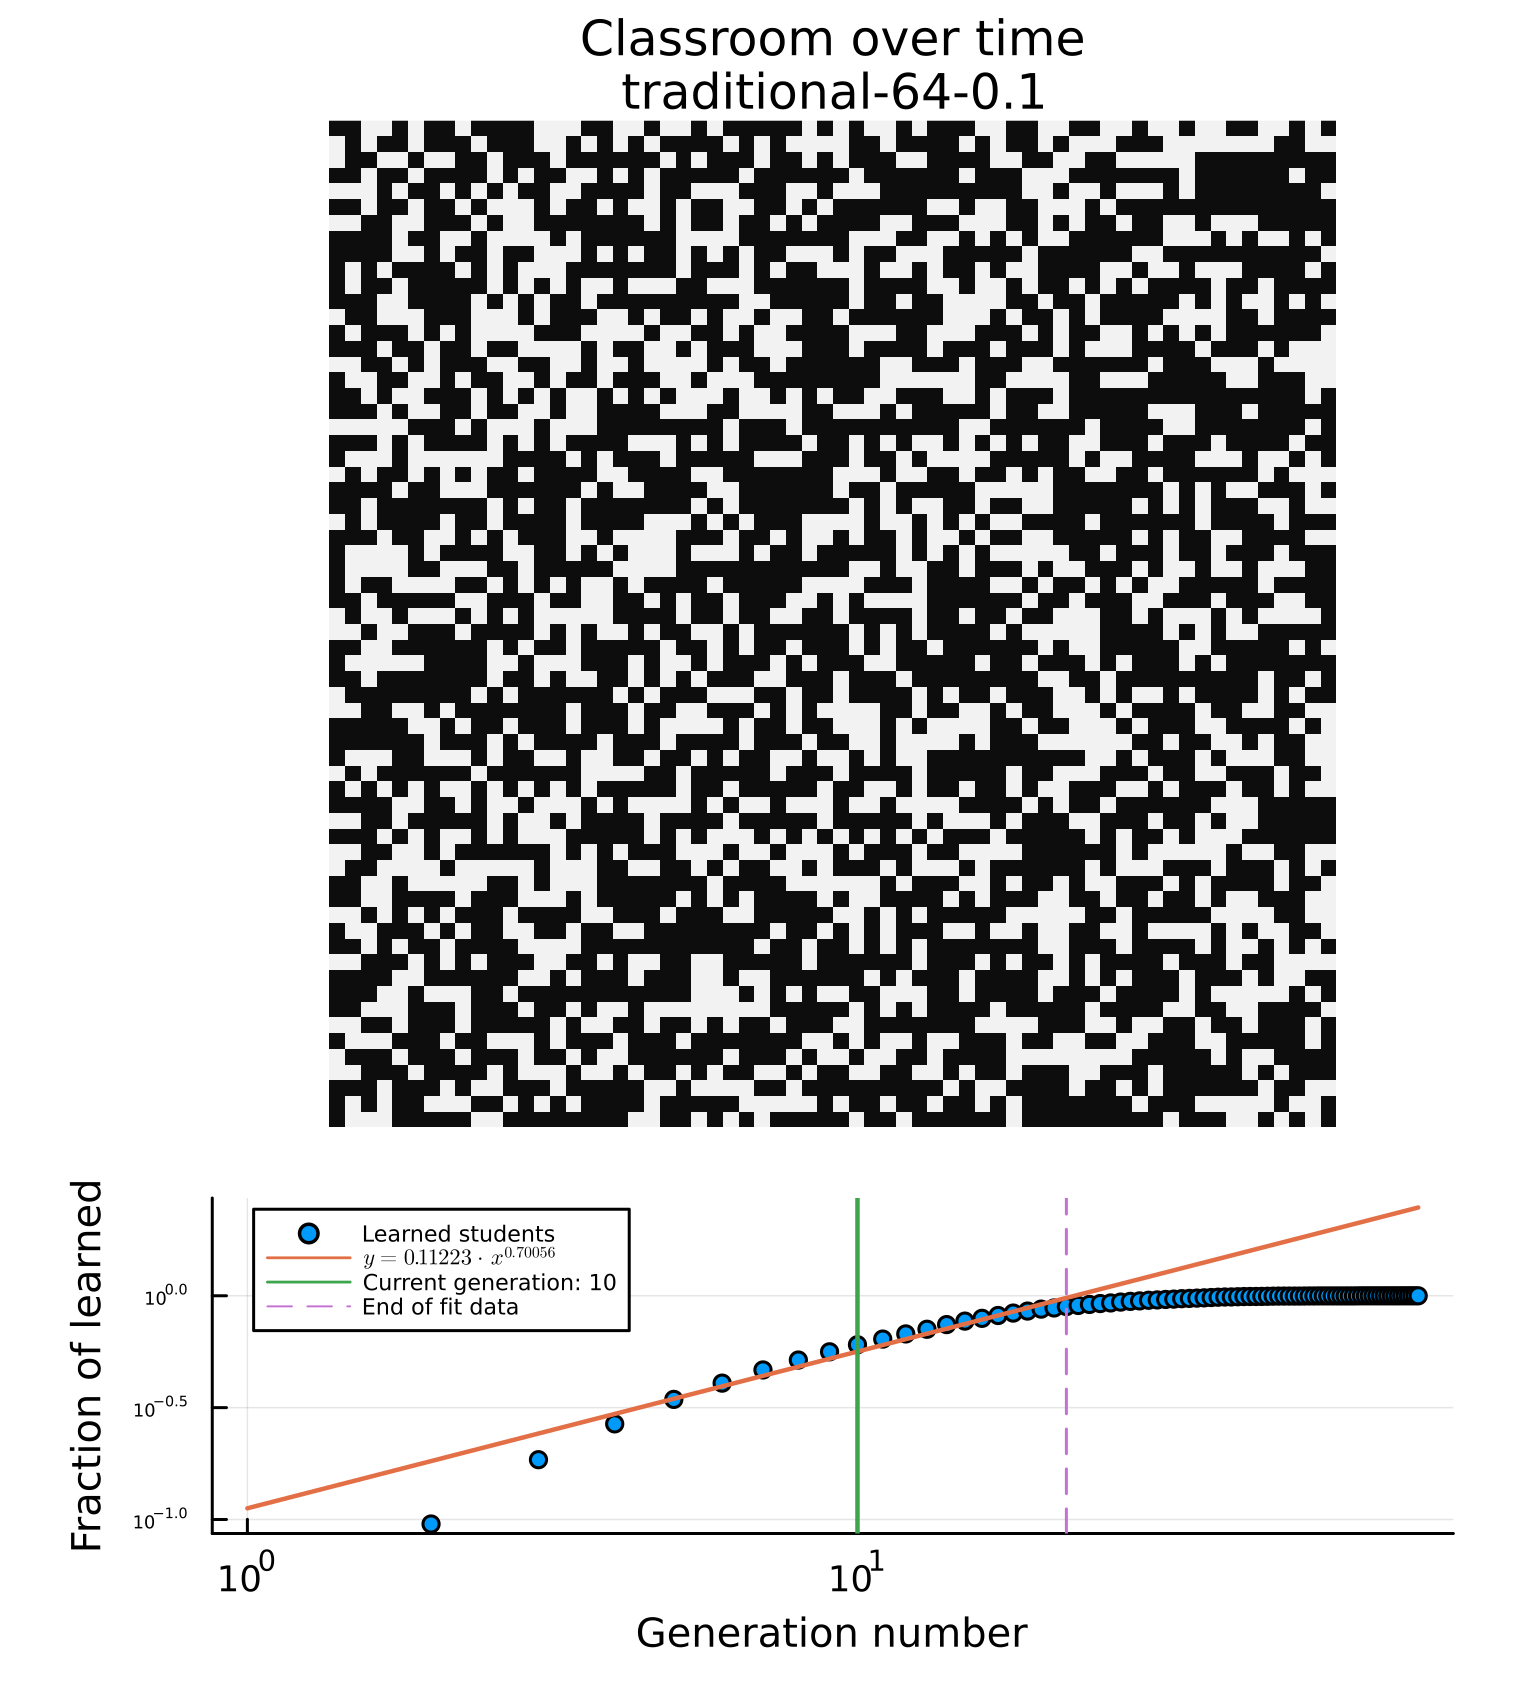 Classroom over time
traditional-64-0.1
Fraction of learned
Learned students
y = 0.11223 · x^0.70056
Current generation: 10
End of fit data
10^0.0
10^−0.5
10^−1.0
10^0
10^1
Generation number